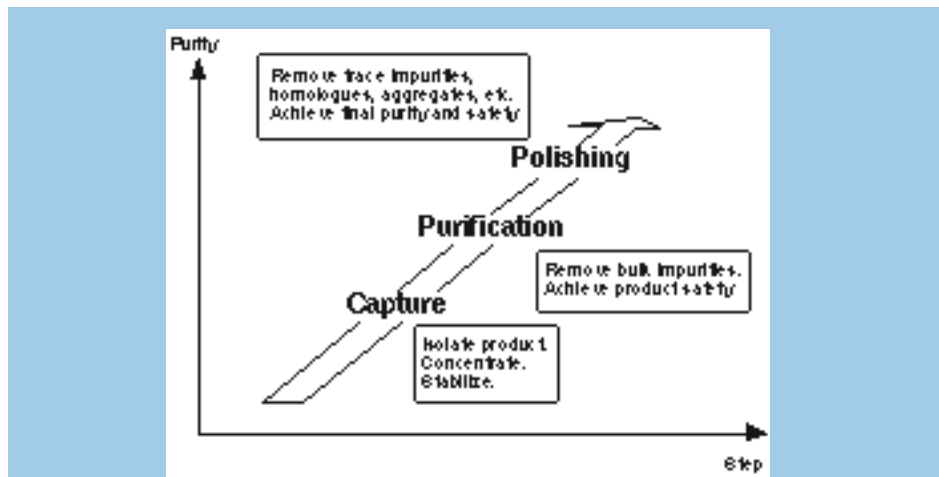 Purity
Remove trace impurities,
homologues, aggregates, etc.
Achieve final purity and safety
Polishing
Purification
Remove bulk impurities.
Achieve product safety
Capture
Isolate product.
Concentrate.
Stabilize.
Step